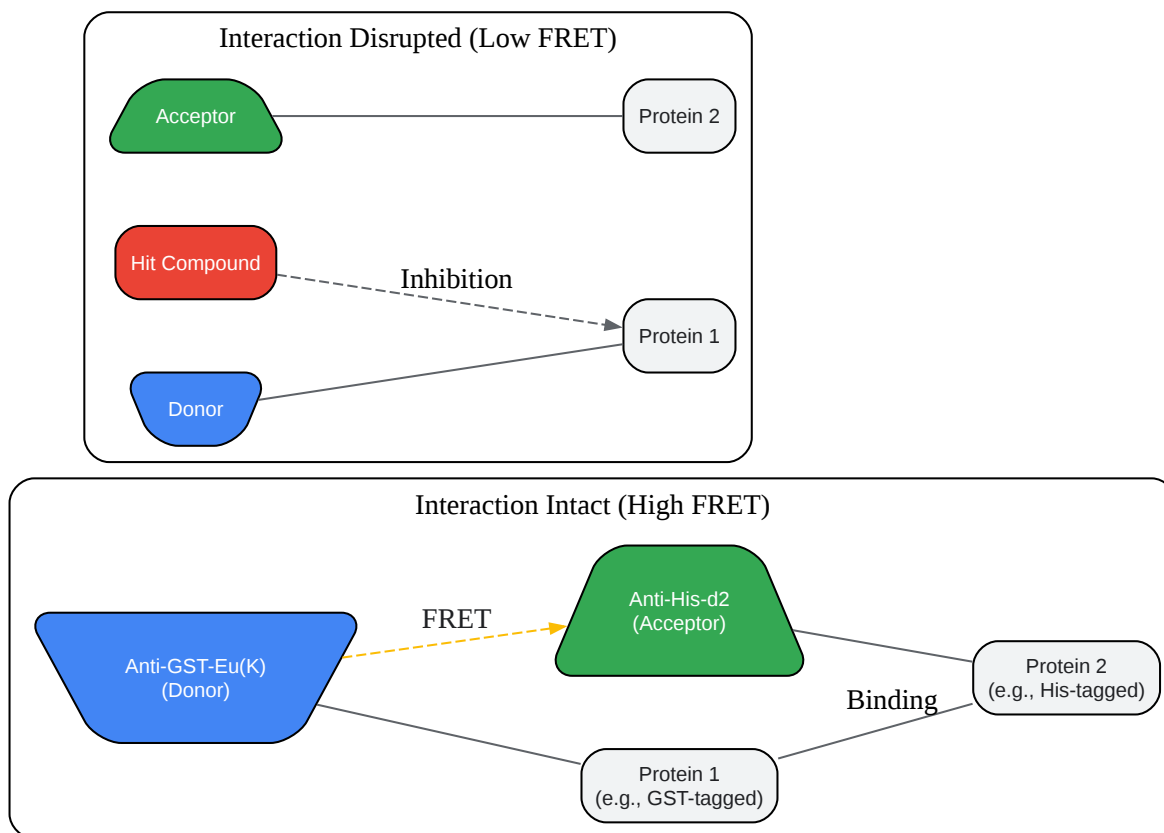 Interaction Disrupted (Low FRET)
Acceptor
Protein 2
Hit Compound
Inhibition
Protein 1
Donor
Interaction Intact (High FRET)
Anti-His-d2
(Acceptor)
FRET
Anti-GST-Eu(K)
(Donor)
Protein 2
(e.g., His-tagged)
Binding
Protein 1
(e.g., GST-tagged)